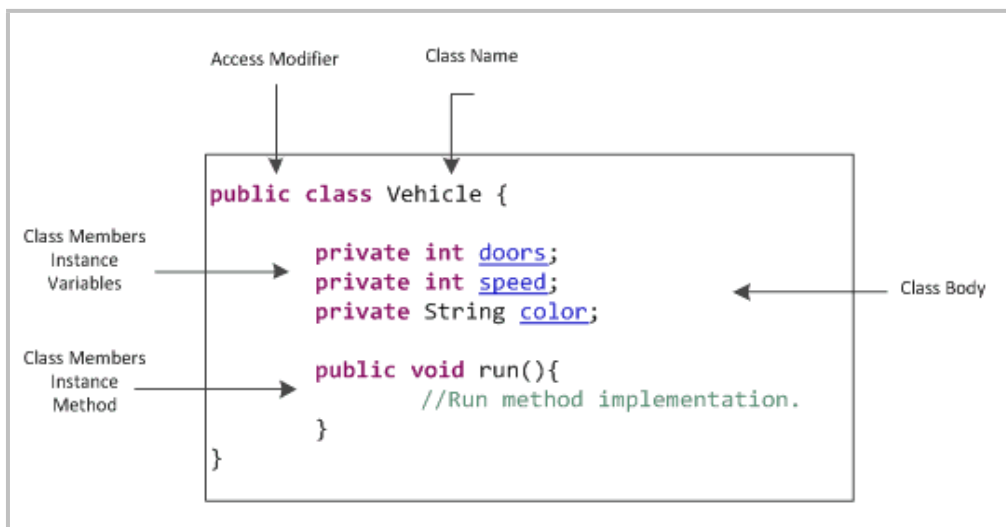 Access Modifier
Class Name
public class Vehicle {
Class Members
Instance
Variables
private int doors;
private int speed;
private String color;
Class Body
Class Members
Instance
Method
public void run(){
//Run method implementation.
}
}